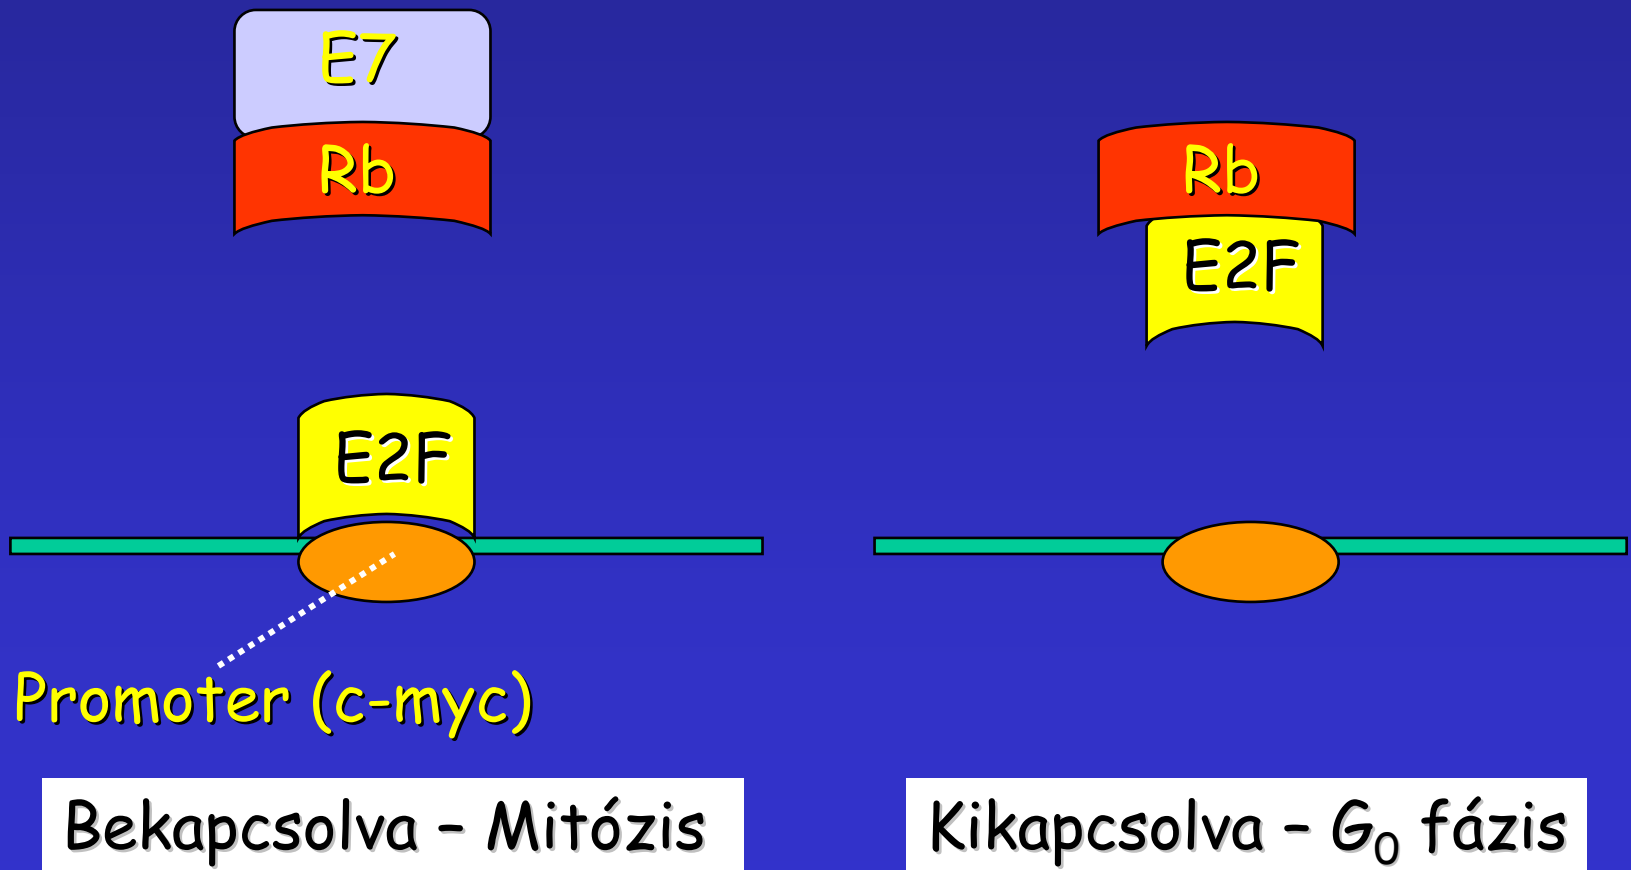 E7
Rb
E2F
Promoter (c-myc)
Bekapcsolva – Mitózis
Rb
E2F
Kikapcsolva – G₀ fázis